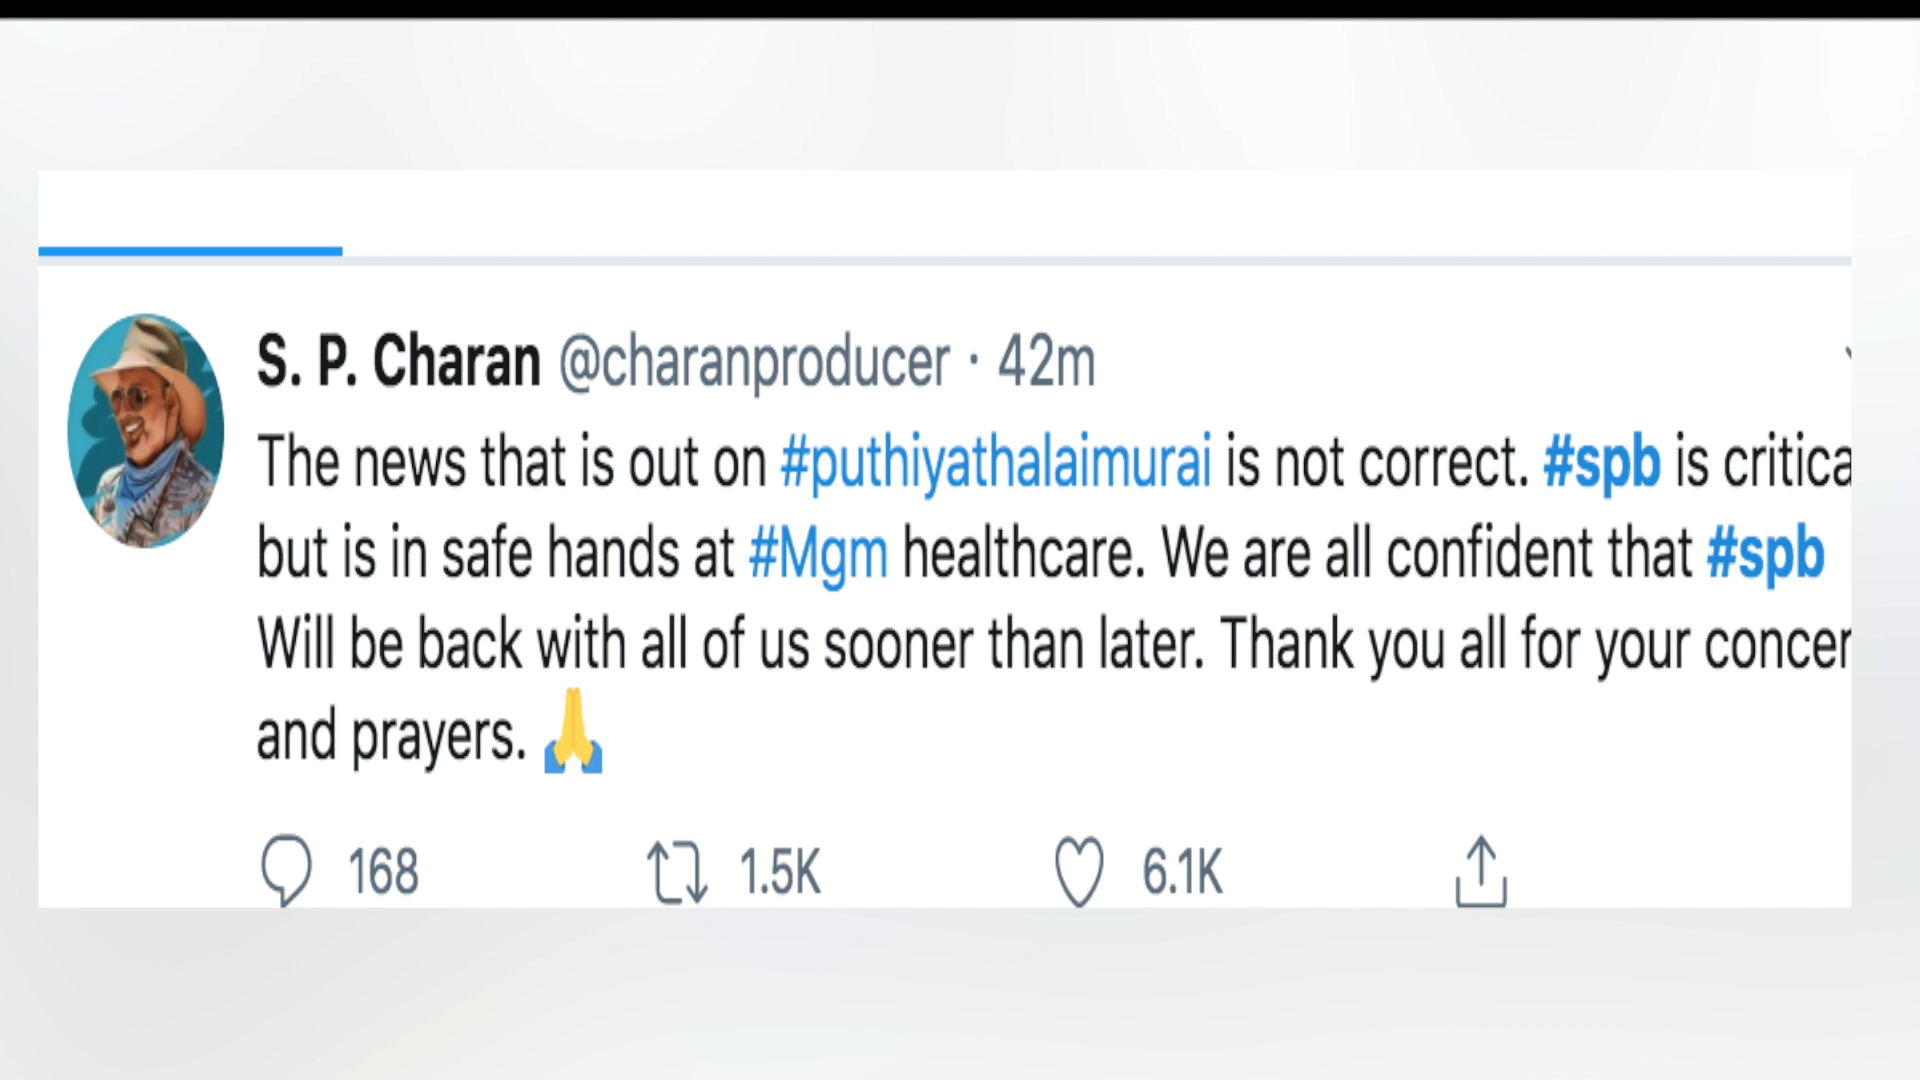 S. P. Charan @charanproducer · 42m
The news that is out on #puthiyathalaimurai is not correct. #spb is critica
but is in safe hands at #Mgm healthcare. We are all confident that #spb
Will be back with all of us sooner than later. Thank you all for your concer
and prayers. 🙏
168 1.5K 6.1K